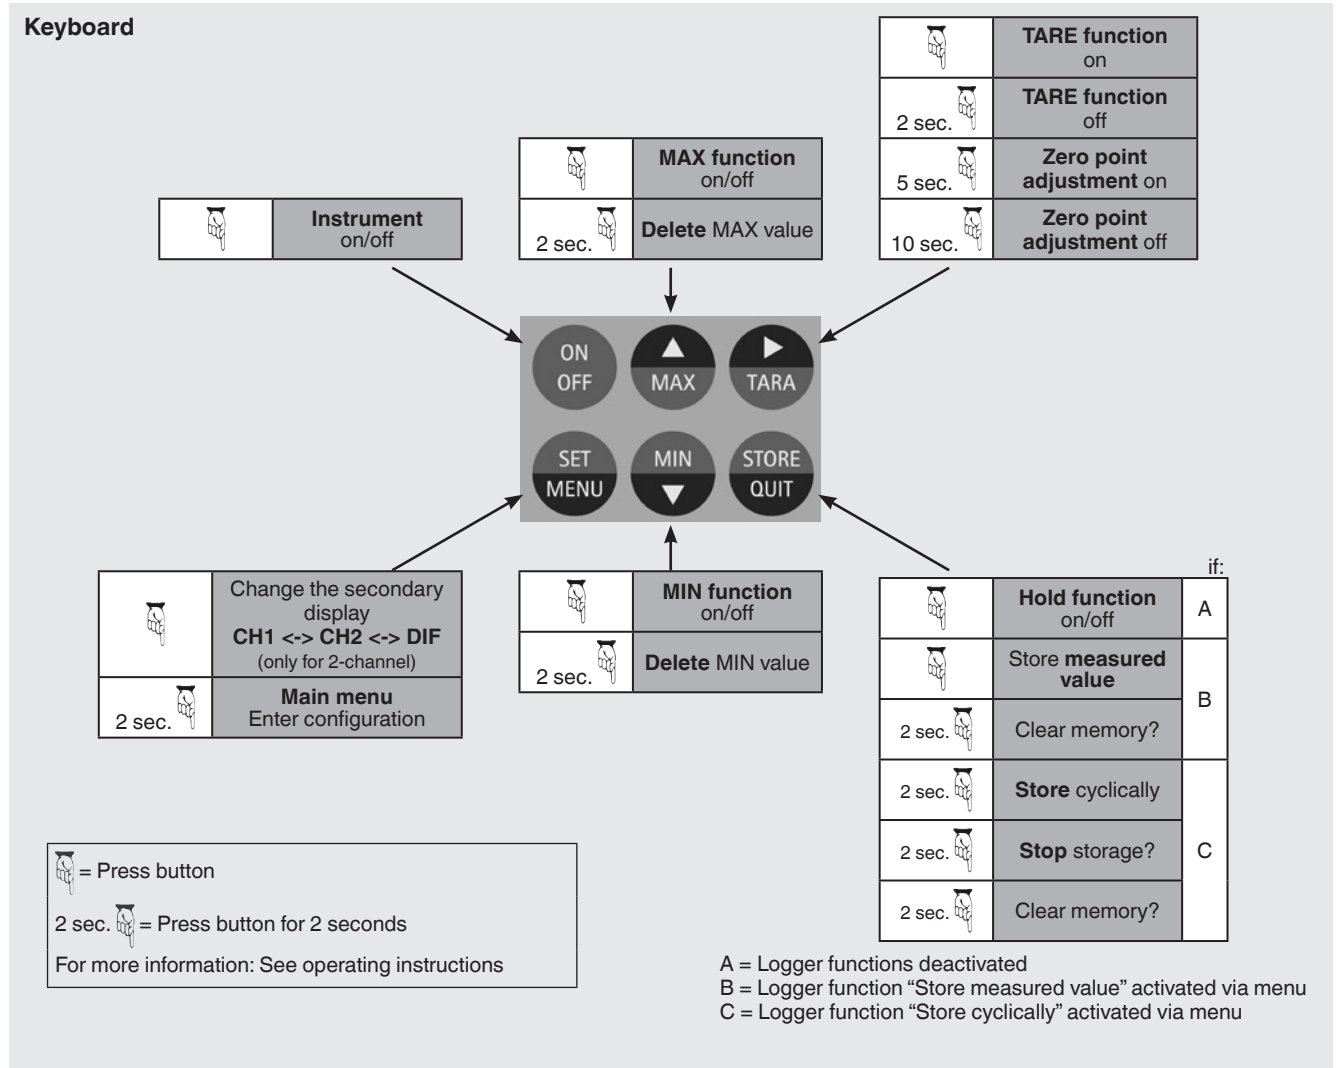 Keyboard
TARE function
on
2 sec.
TARE function
off
5 sec.
Zero point
adjustment on
10 sec.
Zero point
adjustment off
MAX function
on/off
2 sec.
Delete MAX value
Instrument
on/off
ON
OFF
MAX
TARA
SET
MENU
MIN
STORE
QUIT
Change the secondary
display
CH1 <-> CH2 <-> DIF
(only for 2-channel)
2 sec.
Main menu
Enter configuration
MIN function
on/off
2 sec.
Delete MIN value
if:
Hold function
on/off
A
Store measured
value
B
2 sec.
Clear memory?
2 sec.
Store cyclically
2 sec.
Stop storage?
C
2 sec.
Clear memory?
= Press button
2 sec. = Press button for 2 seconds
For more information: See operating instructions
A = Logger functions deactivated
B = Logger function “Store measured value” activated via menu
C = Logger function “Store cyclically” activated via menu